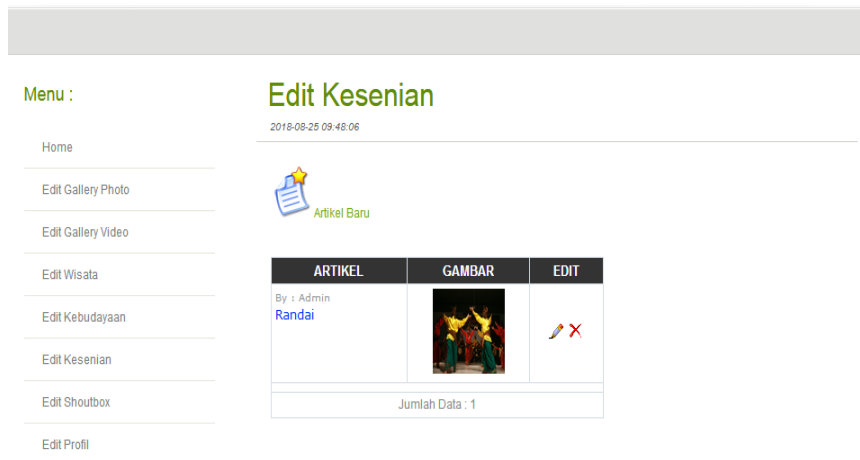 Menu :
Home
Edit Gallery Photo
Edit Gallery Video
Edit Wisata
Edit Kebudayaan
Edit Kesenian
Edit Shoutbox
Edit Profil
Edit Kesenian
2018-08-25 09:48:06
Artikel Baru
ARTIKEL GAMBAR EDIT
By : Admin
Randai
Jumlah Data : 1